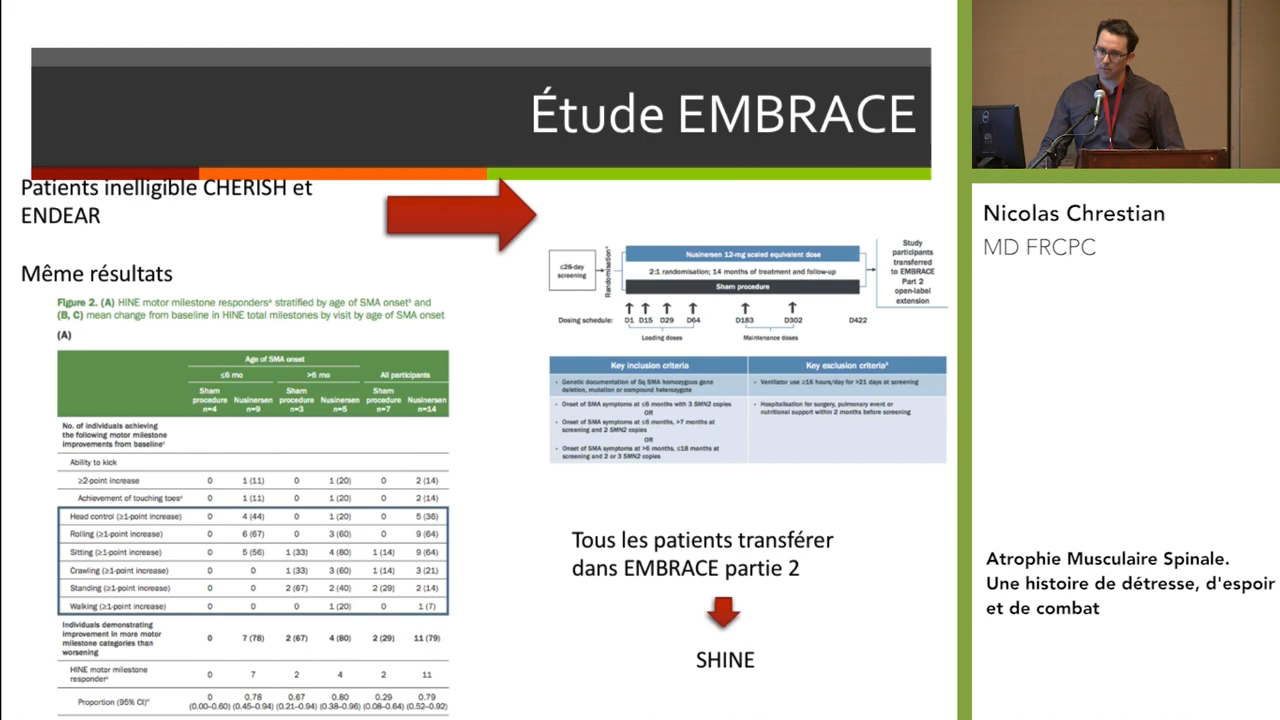 Étude EMBRACE
Patients inelligible CHERISH et
ENDEAR
Même résultats
Figure 2. (A) HINE motor milestone respondersᵃ stratified by age of SMA onsetᵇ and
(B, C) mean change from baseline in HINE total milestones by visit by age of SMA onset
(A)
Age of SMA onset
≤6 mo >6 mo All participants
Sham procedure n=4 Nusinersen n=9 Sham procedure n=3 Nusinersen n=5 Sham procedure n=7 Nusinersen n=14
No. of individuals achieving
the following motor milestone
improvements from baselineᶜ
Ability to kick
≥2-point increase 0 1 (11) 0 1 (20) 0 2 (14)
Achievement of touching toesᵈ 0 1 (11) 0 1 (20) 0 2 (14)
Head control (≥1-point increase) 0 4 (44) 0 1 (20) 0 5 (36)
Rolling (≥1-point increase) 0 6 (67) 0 3 (60) 0 9 (64)
Sitting (≥1-point increase) 0 5 (56) 1 (33) 4 (80) 1 (14) 9 (64)
Crawling (≥1-point increase) 0 0 1 (33) 3 (60) 1 (14) 3 (21)
Standing (≥1-point increase) 0 0 2 (67) 2 (40) 2 (29) 2 (14)
Walking (≥1-point increase) 0 0 0 1 (20) 0 1 (7)
Individuals demonstrating
improvement in more motor
milestone categories than
worsening
0 7 (78) 2 (67) 4 (80) 2 (29) 11 (79)
HINE motor milestone
responderᵉ
0 7 2 4 2 11
Proportion (95% CI)ᵉ 0 0.78 0.67 0.80 0.29 0.79
(0.00–0.60) (0.45–0.94) (0.21–0.94) (0.38–0.96) (0.08–0.64) (0.52–0.92)
≤28-day
screening
Randomisationᵃ
Nusinersen 12-mg scaled equivalent dose
2:1 randomisation; 14 months of treatment and follow-up
Sham procedure
Study
participants
transferred
to EMBRACE
Part 2
open-label
extension
Dosing schedule: D1 D15 D29 D64 D183 D302 D422
Loading doses Maintenance doses
Key inclusion criteria
• Genetic documentation of 5q SMA homozygous gene
deletion, mutation or compound heterozygote
• Onset of SMA symptoms at ≤6 months with 3 SMN2 copies
OR
• Onset of SMA symptoms at ≤6 months, >7 months at
screening and 2 SMN2 copies
OR
• Onset of SMA symptoms at >6 months, ≤18 months at
screening and 2 or 3 SMN2 copies
Key exclusion criteriaᵇ
• Ventilator use ≥16 hours/day for >21 days at screening
• Hospitalisation for surgery, pulmonary event or
nutritional support within 2 months before screening
Tous les patients transférer
dans EMBRACE partie 2
SHINE
Nicolas Chrestian
MD FRCPC
Atrophie Musculaire Spinale.
Une histoire de détresse, d'espoir
et de combat